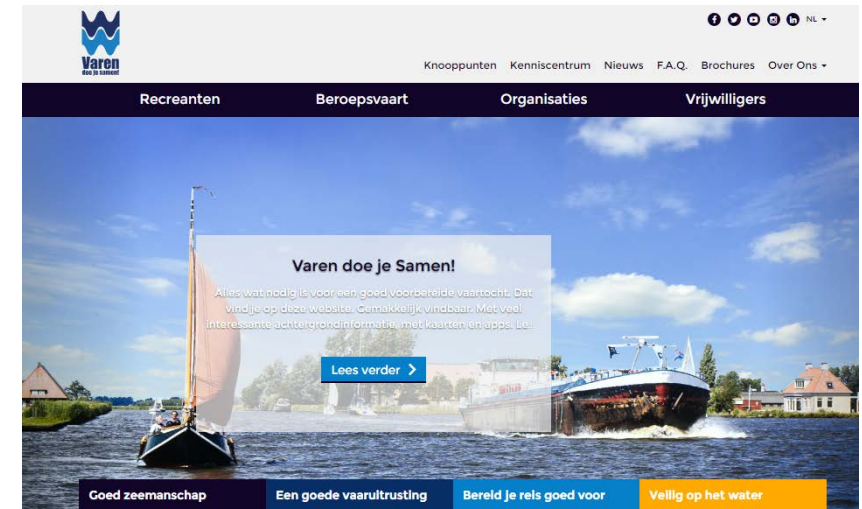 Varen
doe je samen!
NL
Knooppunten Kenniscentrum Nieuws F.A.Q. Brochures Over Ons
Recreanten Beroepsvaart Organisaties Vrijwilligers
Varen doe je Samen!
Alles wat nodig is voor een goed voorbereide vaartocht. Dat
vind je op deze website. Gemakkelijk vindbaar. Met veel
interessante achtergrondinformatie, met kaarten en apps. Le...
Lees verder
Goed zeemanschap Een goede vaaruitrusting Bereid je reis goed voor Veilig op het water